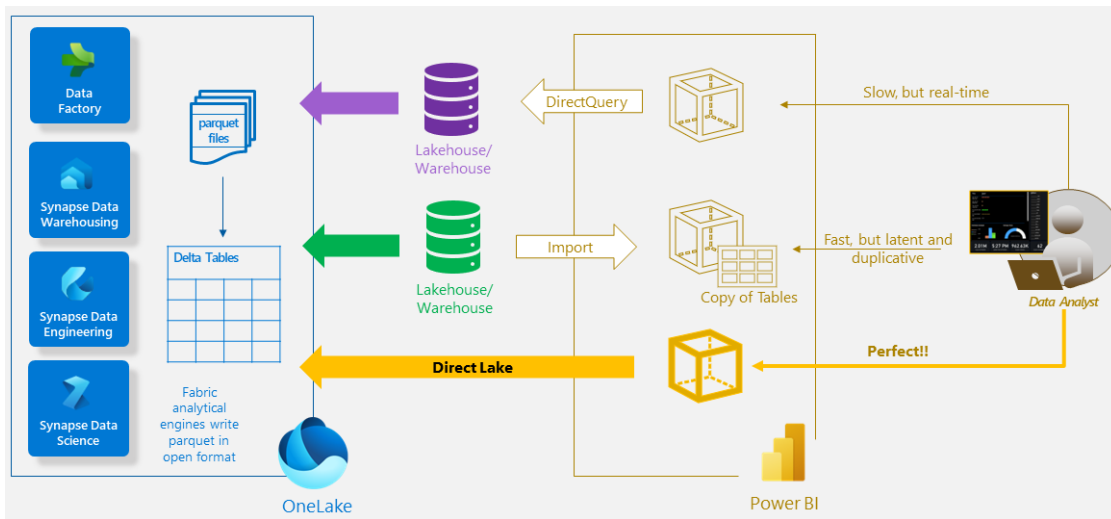 Data
Factory
Synapse Data
Warehousing
Synapse Data
Engineering
Synapse Data
Science
parquet
files
Delta Tables
Fabric
analytical
engines write
parquet in
open format
OneLake
Lakehouse/
Warehouse
Lakehouse/
Warehouse
DirectQuery
Import
Direct Lake
Copy of Tables
Power BI
Slow, but real-time
Fast, but latent and
duplicative
Perfect!!
Data Analyst